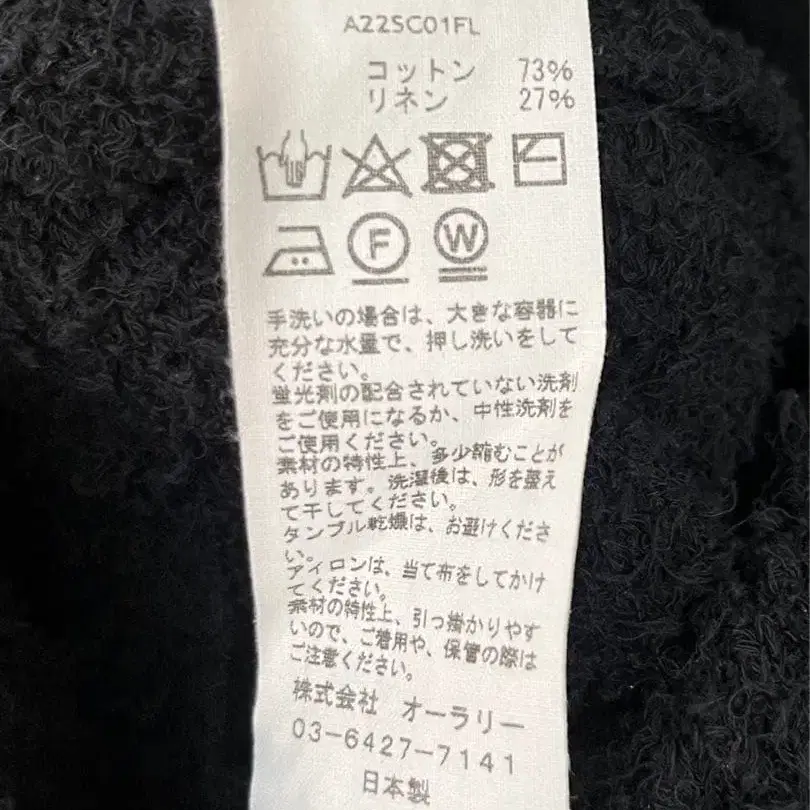 A22SC01FL
コットン 73%
リネン 27%
F W
手洗いの場合は、大きな容器に
充分な水量で、押し洗いをして
ください。
蛍光剤の配合されていない洗剤
をご使用になるか、中性洗剤を
ご使用ください。
素材の特性上、多少縮むことが
あります。洗濯後は、形を整え
て干してください。
タンブル乾燥は、お避けくださ
い。
アイロンは、当て布をしてかけ
てください。
素材の特性上、引っ掛かりやす
いので、ご着用や、保管の際は
ご注意ください。
株式会社 オーラリー
03-6427-7141
日本製